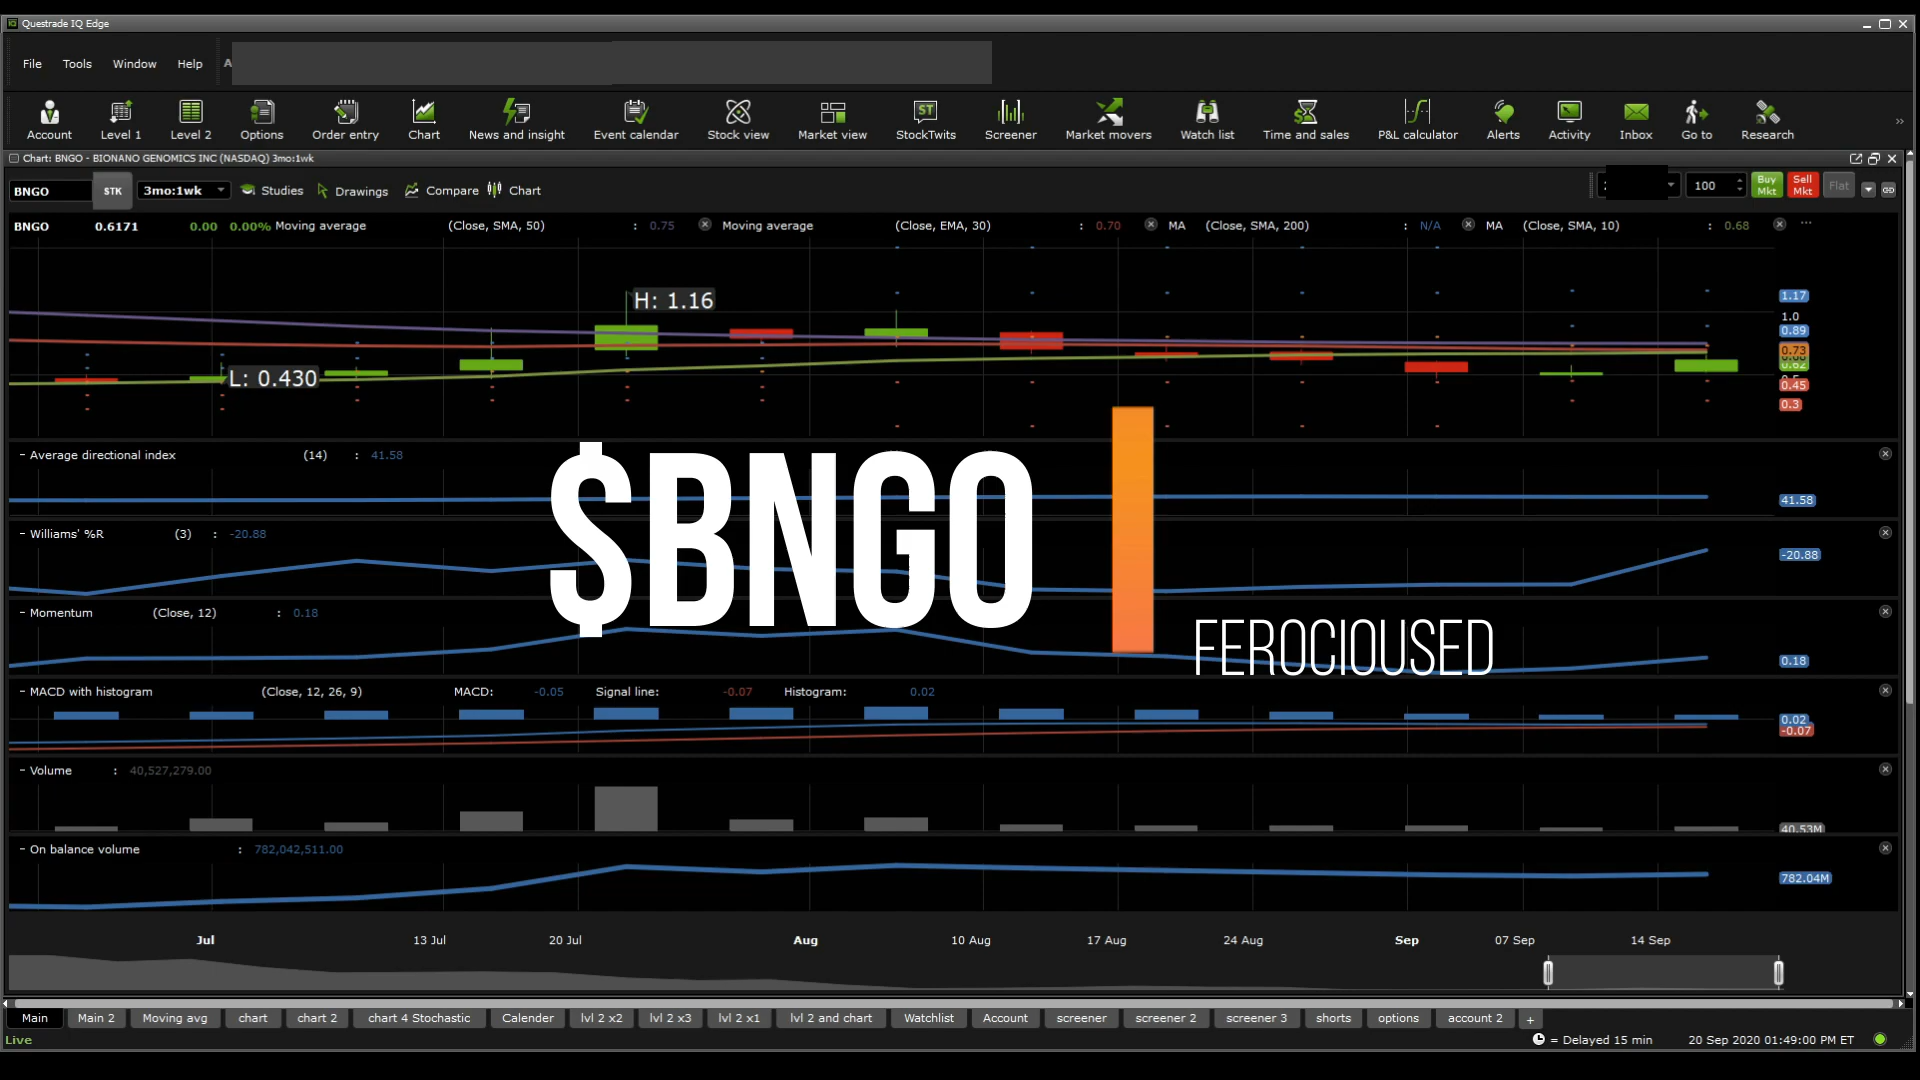 Questrade IQ Edge
File Tools Window Help A
Account Level 1 Level 2 Options Order entry Chart News and insight Event calendar Stock view Market view StockTwits Screener Market movers Watch list Time and sales P&L calculator Alerts Activity Inbox Go to Research
Chart: BNGO - BIONANO GENOMICS INC (NASDAQ) 3mo:1wk
BNGO STK 3mo:1wk Studies Drawings Compare Chart 100 Buy Mkt Sell Mkt Flat
BNGO 0.6171 0.00 0.00% Moving average (Close, SMA, 50) : 0.75 Moving average (Close, EMA, 30) : 0.70 MA (Close, SMA, 200) : N/A MA (Close, SMA, 10) : 0.68
H: 1.16
1.17
1.0
0.89
L: 0.430
0.73
0.62
0.45
0.3
- Average directional index (14) : 41.58
41.58
$BNGO
- Williams' %R (3) : -20.88
-20.88
- Momentum (Close, 12) : 0.18
FEROCIOUSED
0.18
- MACD with histogram (Close, 12, 26, 9) MACD: -0.05 Signal line: -0.07 Histogram: 0.02
0.02
-0.07
- Volume : 40,527,279.00
40.53M
- On balance volume : 782,042,511.00
782.04M
Jul 13 Jul 20 Jul Aug 10 Aug 17 Aug 24 Aug Sep 07 Sep 14 Sep
Main Main 2 Moving avg chart chart 2 chart 4 Stochastic Calender lvl 2 x2 lvl 2 x3 lvl 2 x1 lvl 2 and chart Watchlist Account screener screener 2 screener 3 shorts options account 2 +
Live = Delayed 15 min 20 Sep 2020 01:49:00 PM ET